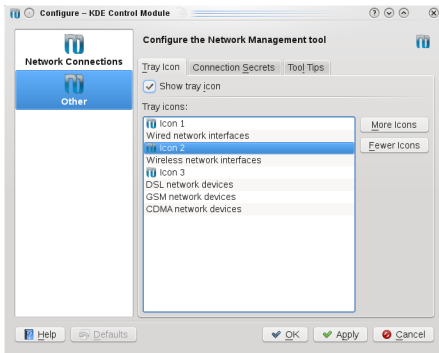 Configure – KDE Control Module
Network Connections
Other
Configure the Network Management tool
Tray Icon Connection Secrets Tool Tips
Show tray icon
Tray icons:
Icon 1
Wired network interfaces
Icon 2
Wireless network interfaces
Icon 3
DSL network devices
GSM network devices
CDMA network devices
More Icons
Fewer Icons
Help Defaults OK Apply Cancel